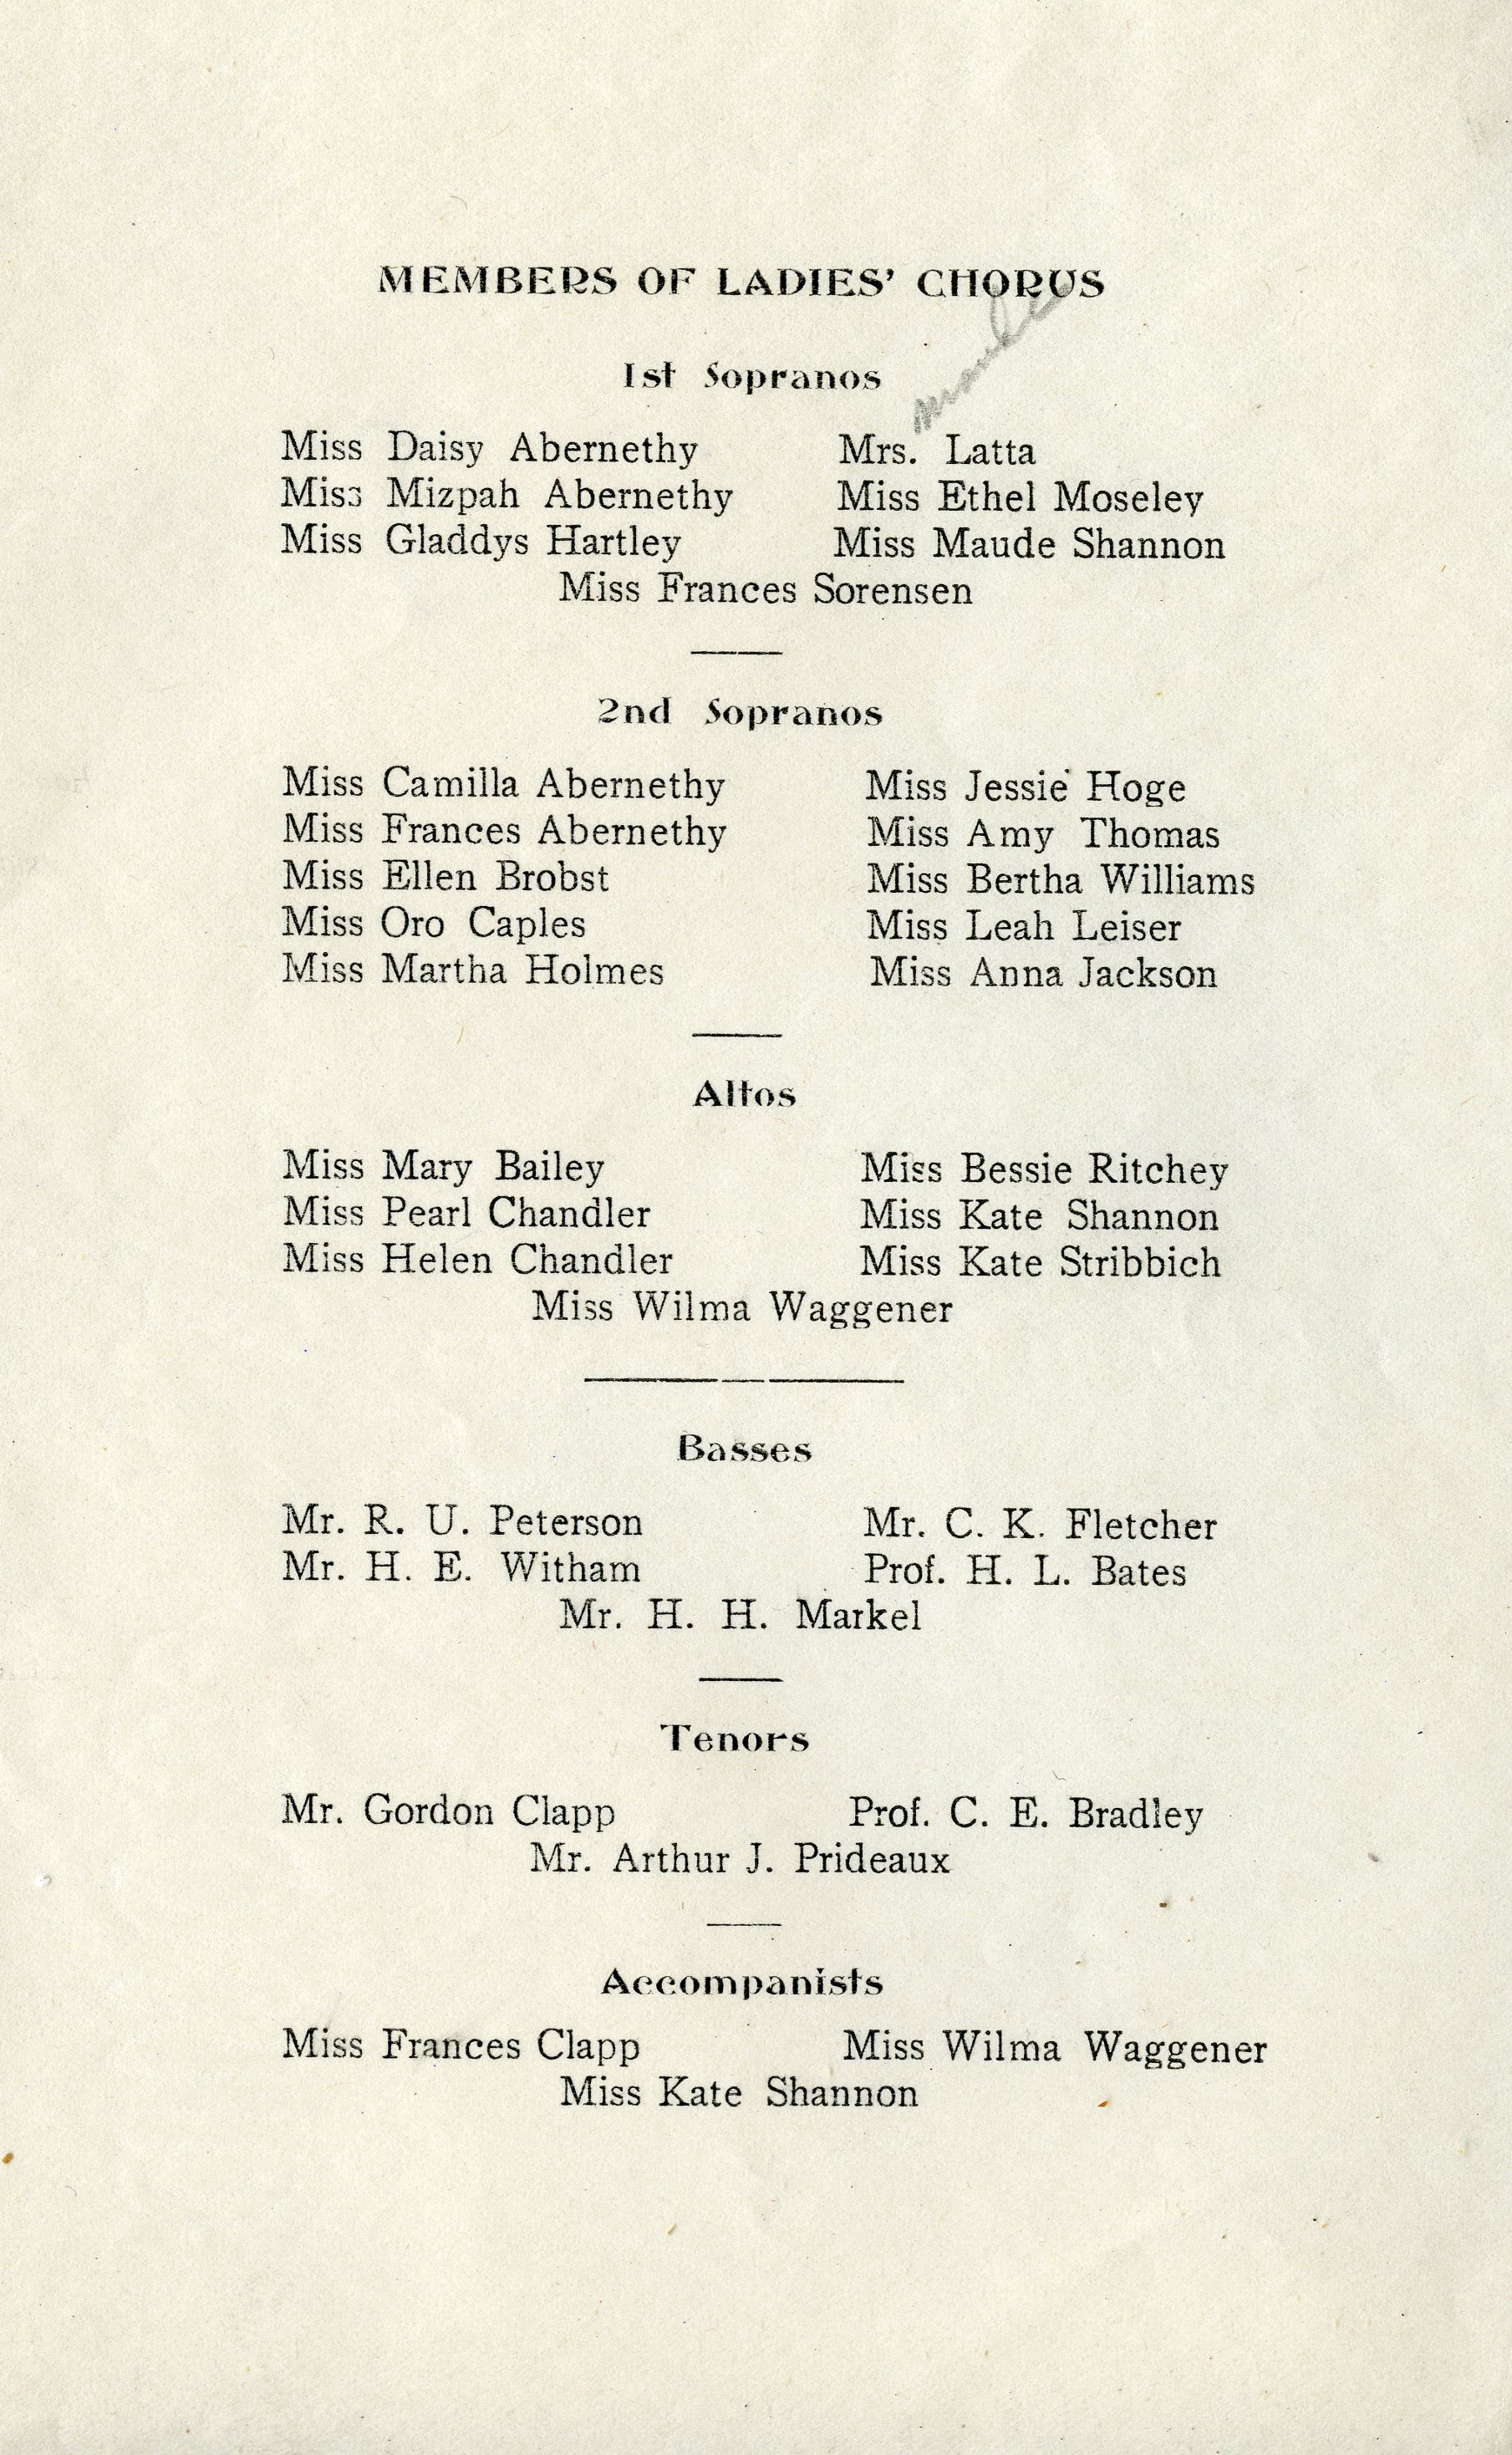 MEMBERS OF LADIES' CHORUS
1st Sopranos
Miss Daisy Abernethy Mrs. Latta
Miss Mizpah Abernethy Miss Ethel Moseley
Miss Gladdys Hartley Miss Maude Shannon
Miss Frances Sorensen
2nd Sopranos
Miss Camilla Abernethy Miss Jessie Hoge
Miss Frances Abernethy Miss Amy Thomas
Miss Ellen Brobst Miss Bertha Williams
Miss Oro Caples Miss Leah Leiser
Miss Martha Holmes Miss Anna Jackson
Altos
Miss Mary Bailey Miss Bessie Ritchey
Miss Pearl Chandler Miss Kate Shannon
Miss Helen Chandler Miss Kate Stribbich
Miss Wilma Waggener
Basses
Mr. R. U. Peterson Mr. C. K. Fletcher
Mr. H. E. Witham Prof. H. L. Bates
Mr. H. H. Markel
Tenors
Mr. Gordon Clapp Prof. C. E. Bradley
Mr. Arthur J. Prideaux
Accompanists
Miss Frances Clapp Miss Wilma Waggener
Miss Kate Shannon